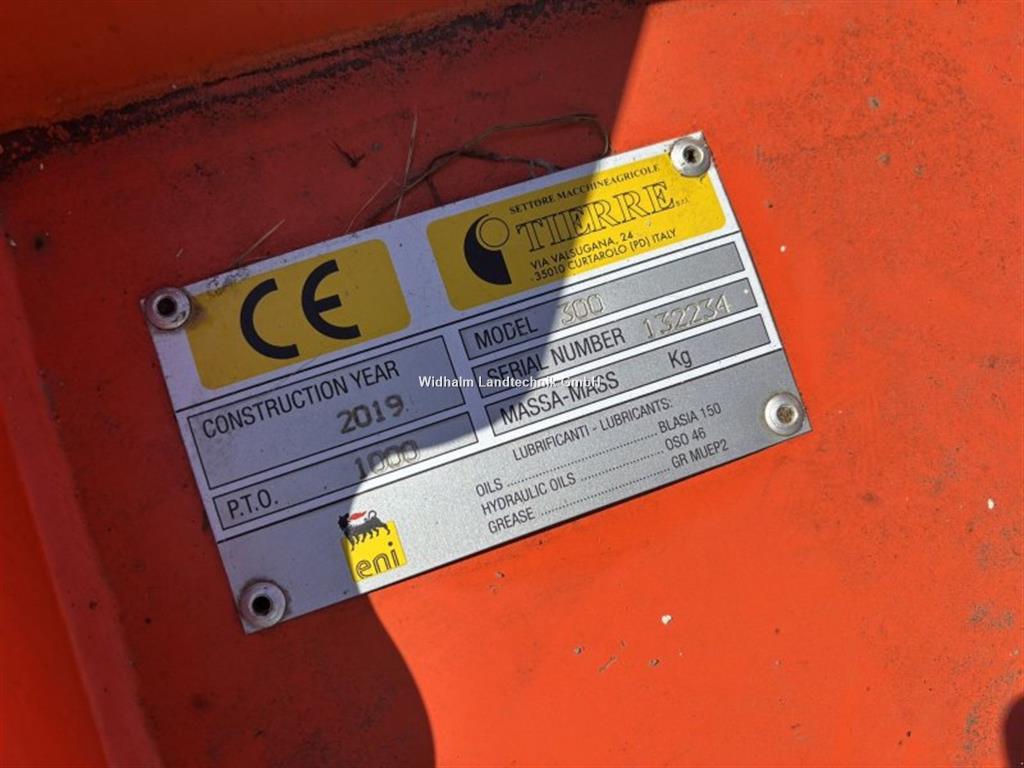 CE
SETTORE MACCHINEAGRICOLE
TIERRE s.r.l.
VIA VALSUGANA, 24
35010 CURTAROLO (PD) ITALY
CONSTRUCTION YEAR
2019
P.T.O. 1000
MODEL 300
SERIAL NUMBER 132234
MASSA-MASS Kg
LUBRIFICANTI - LUBRICANTS:
OILS .................... BLASIA 150
HYDRAULIC OILS .................... OSO 46
GREASE .................... GR MUEP2
eni
Widhalm Landtechnik GmbH